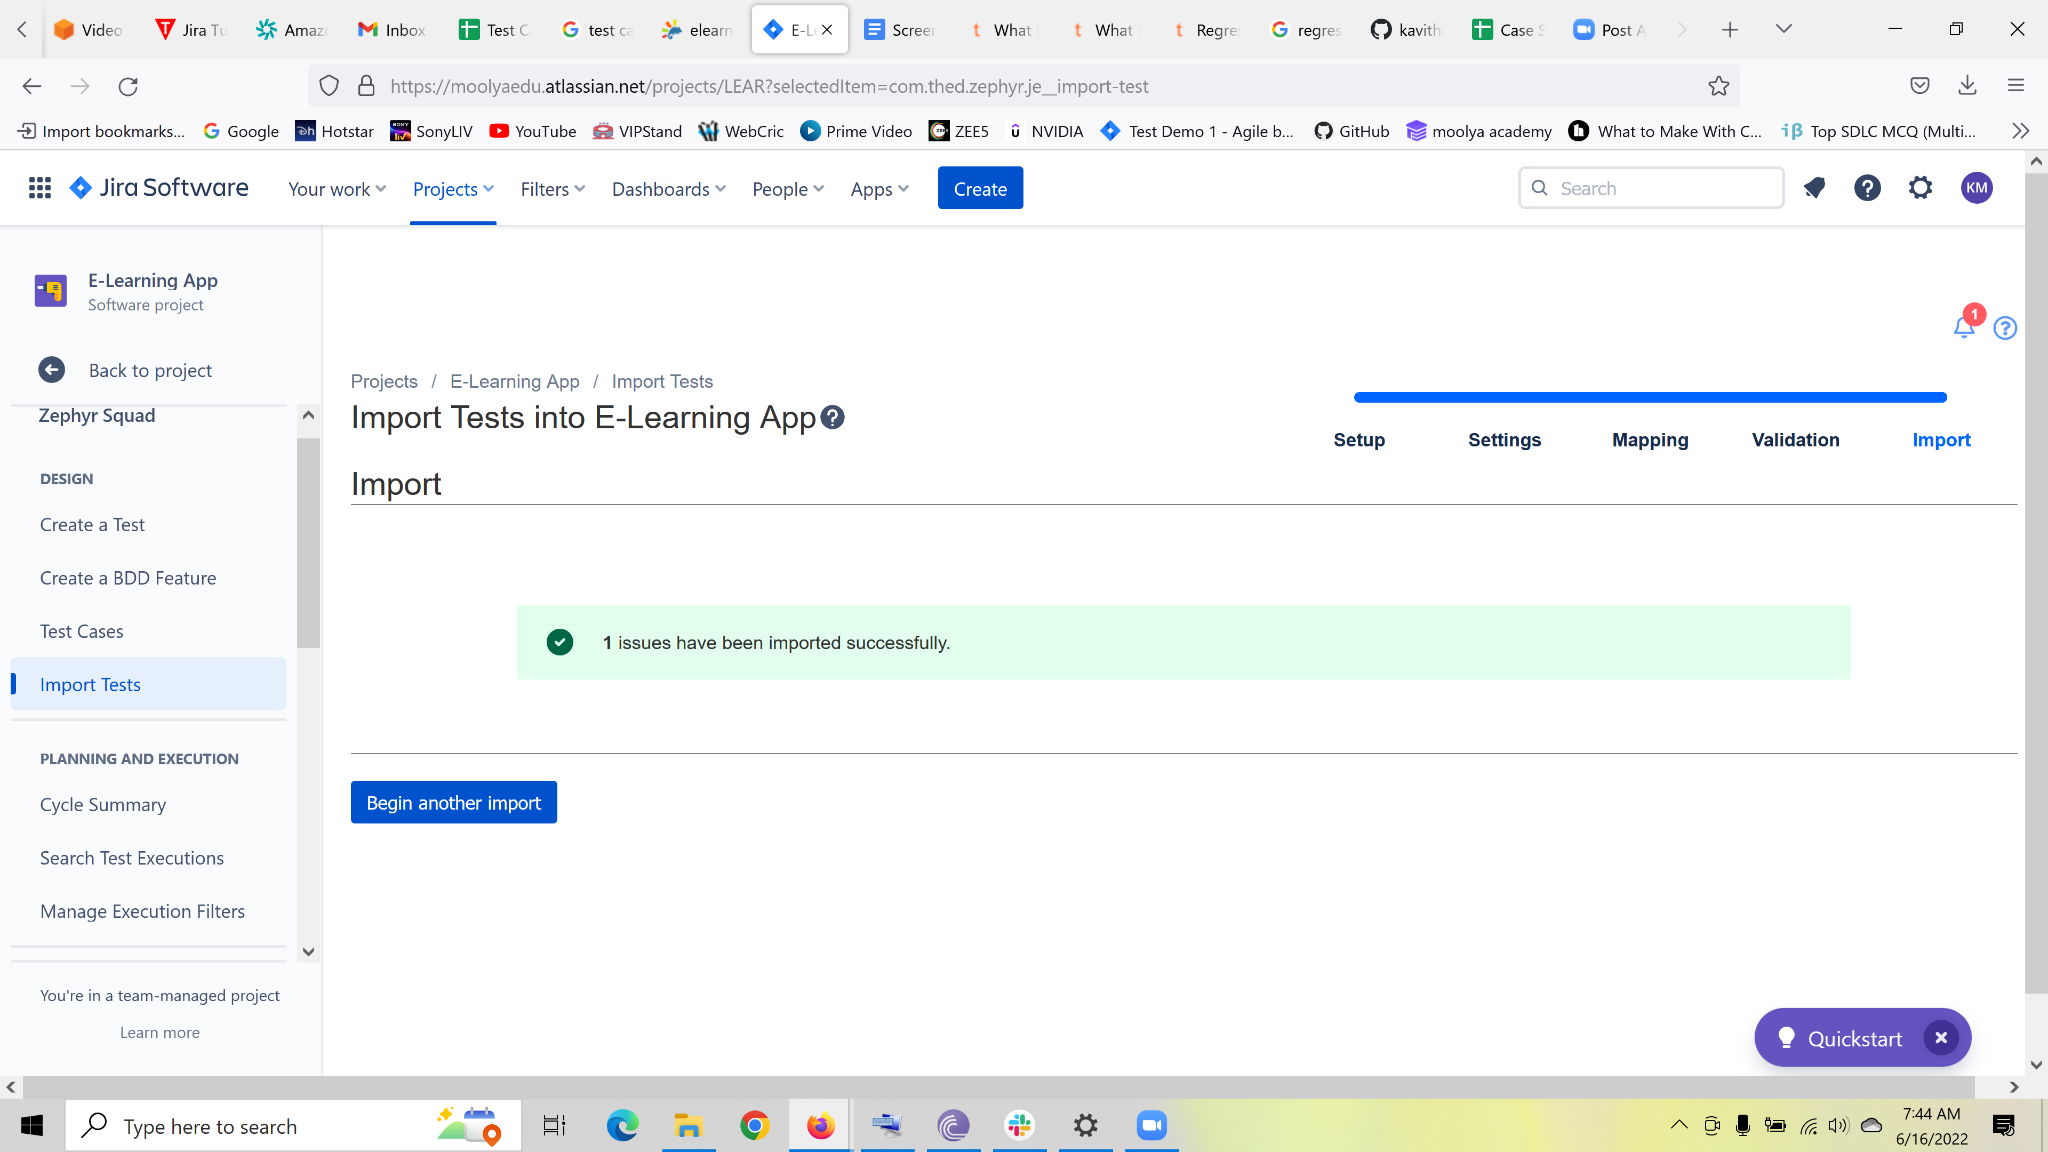 Video
Jira Tu
Amaz
Inbox
Test C
test ca
elearn
E-Le
Screen
What
What
Regre
regres
kavith
Case S
Post A
https://moolyaedu.atlassian.net/projects/LEAR?selectedItem=com.thed.zephyr.je__import-test
Import bookmarks... Google Hotstar SonyLIV YouTube VIPStand WebCric Prime Video ZEE5 NVIDIA Test Demo 1 - Agile b... GitHub moolya academy What to Make With C... Top SDLC MCQ (Multi...
Jira Software Your work Projects Filters Dashboards People Apps Create Search KM
E-Learning App
Software project
Back to project
Zephyr Squad
DESIGN
Create a Test
Create a BDD Feature
Test Cases
Import Tests
PLANNING AND EXECUTION
Cycle Summary
Search Test Executions
Manage Execution Filters
You're in a team-managed project
Learn more
1
Projects / E-Learning App / Import Tests
Import Tests into E-Learning App
Setup Settings Mapping Validation Import
Import
1 issues have been imported successfully.
Begin another import
Quickstart
Type here to search
7:44 AM
6/16/2022